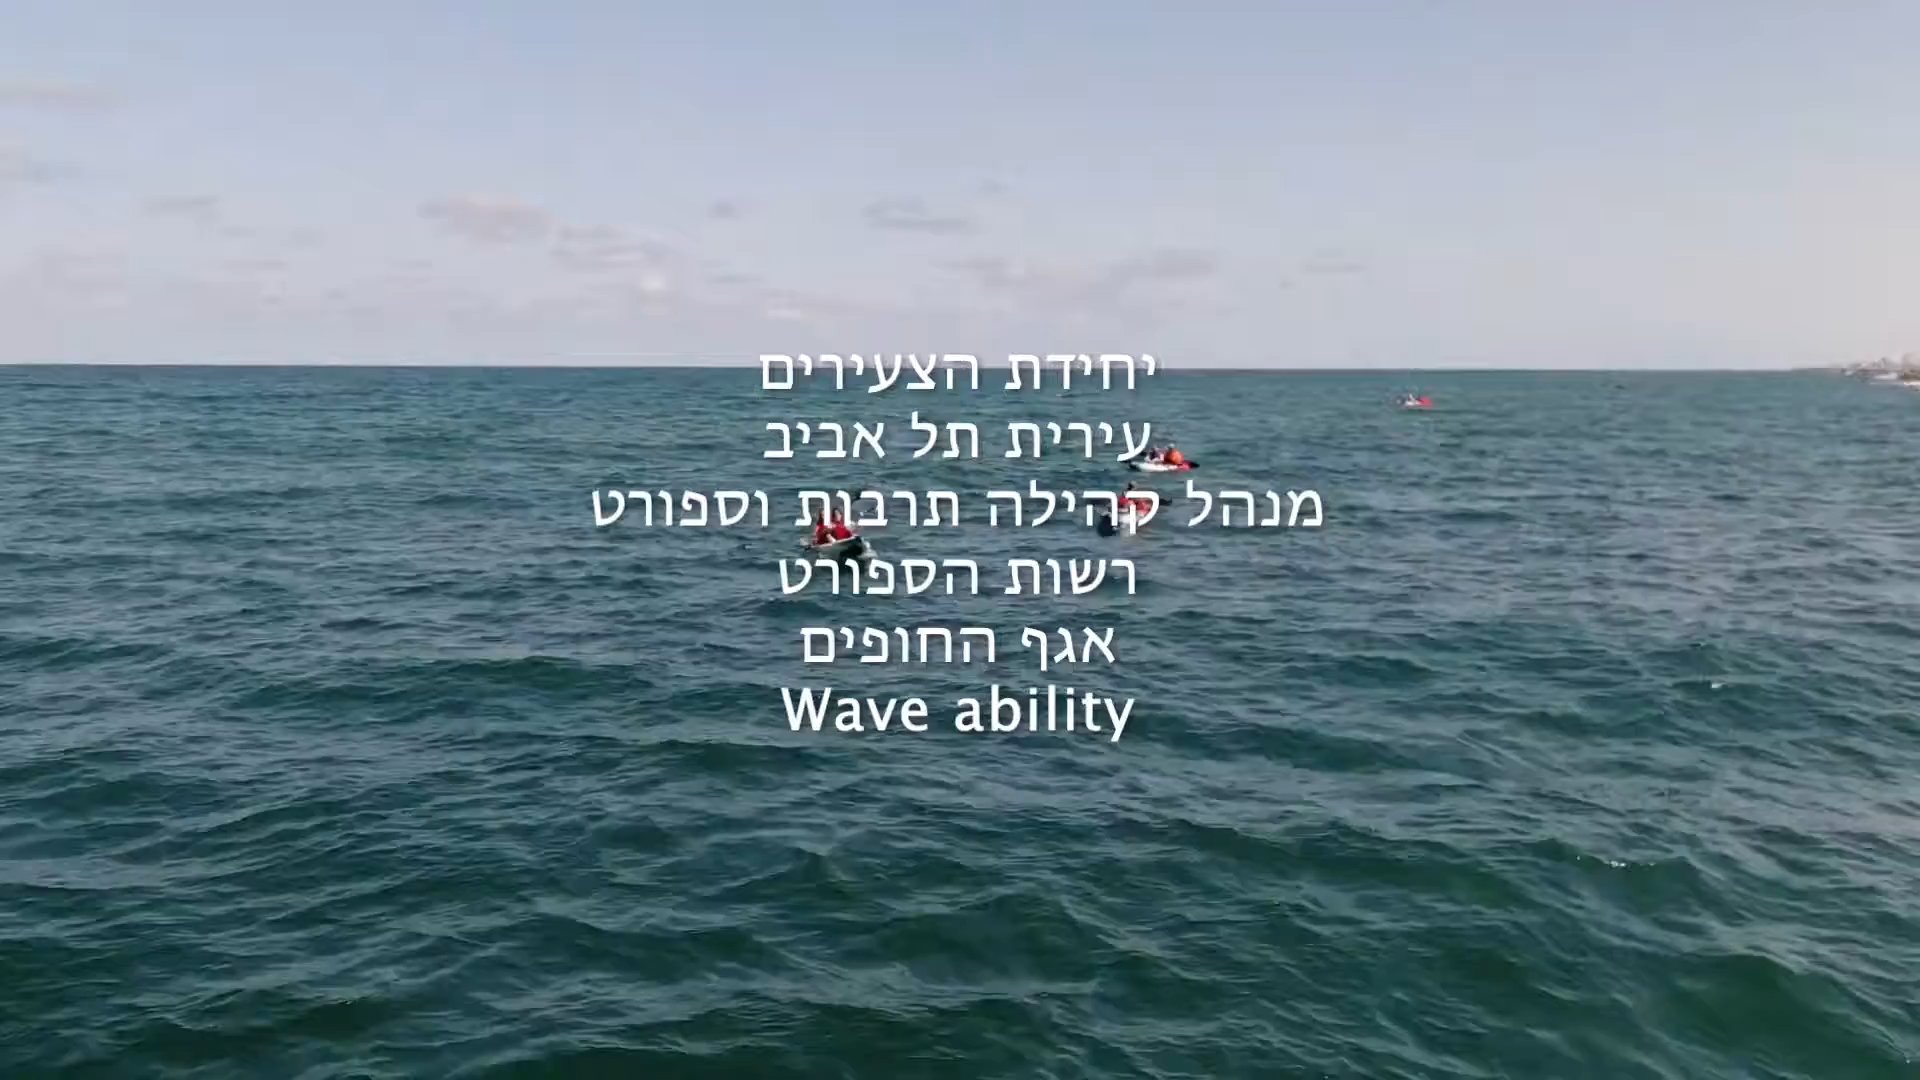 יחידת הצעירים
עירית תל אביב
מנהל קהילה תרבות וספורט
רשות הספורט
אגף החופים
Wave ability